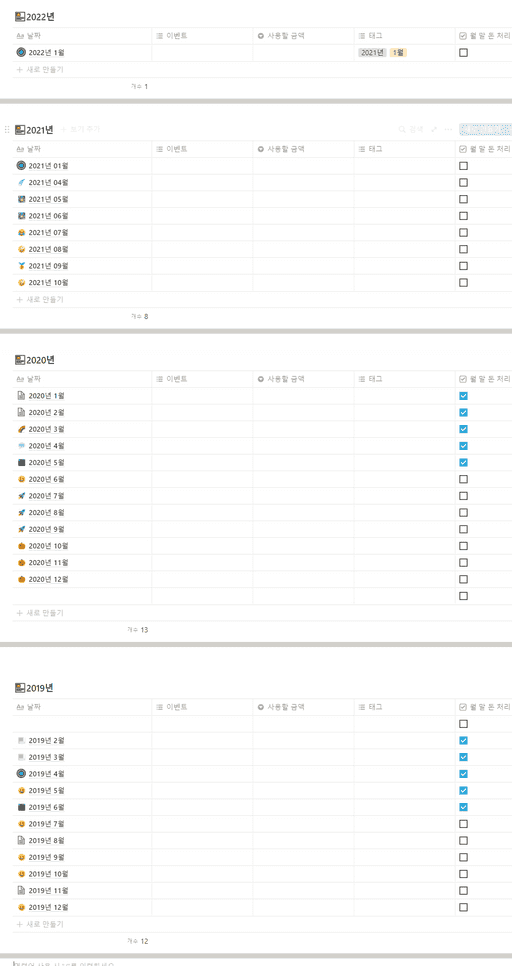 2022년
날짜 이벤트 사용할 금액 태그 월 말 돈 처리
2022년 1월 2021년 1월
+ 새로 만들기
개수 1
2021년 + 보기 추가 검색
날짜 이벤트 사용할 금액 태그 월 말 돈 처리
2021년 01월
2021년 04월
2021년 05월
2021년 06월
2021년 07월
2021년 08월
2021년 09월
2021년 10월
+ 새로 만들기
개수 8
2020년
날짜 이벤트 사용할 금액 태그 월 말 돈 처리
2020년 1월
2020년 2월
2020년 3월
2020년 4월
2020년 5월
2020년 6월
2020년 7월
2020년 8월
2020년 9월
2020년 10월
2020년 11월
2020년 12월
+ 새로 만들기
개수 13
2019년
날짜 이벤트 사용할 금액 태그 월 말 돈 처리
2019년 2월
2019년 3월
2019년 4월
2019년 5월
2019년 6월
2019년 7월
2019년 8월
2019년 9월
2019년 10월
2019년 11월
2019년 12월
+ 새로 만들기
개수 12